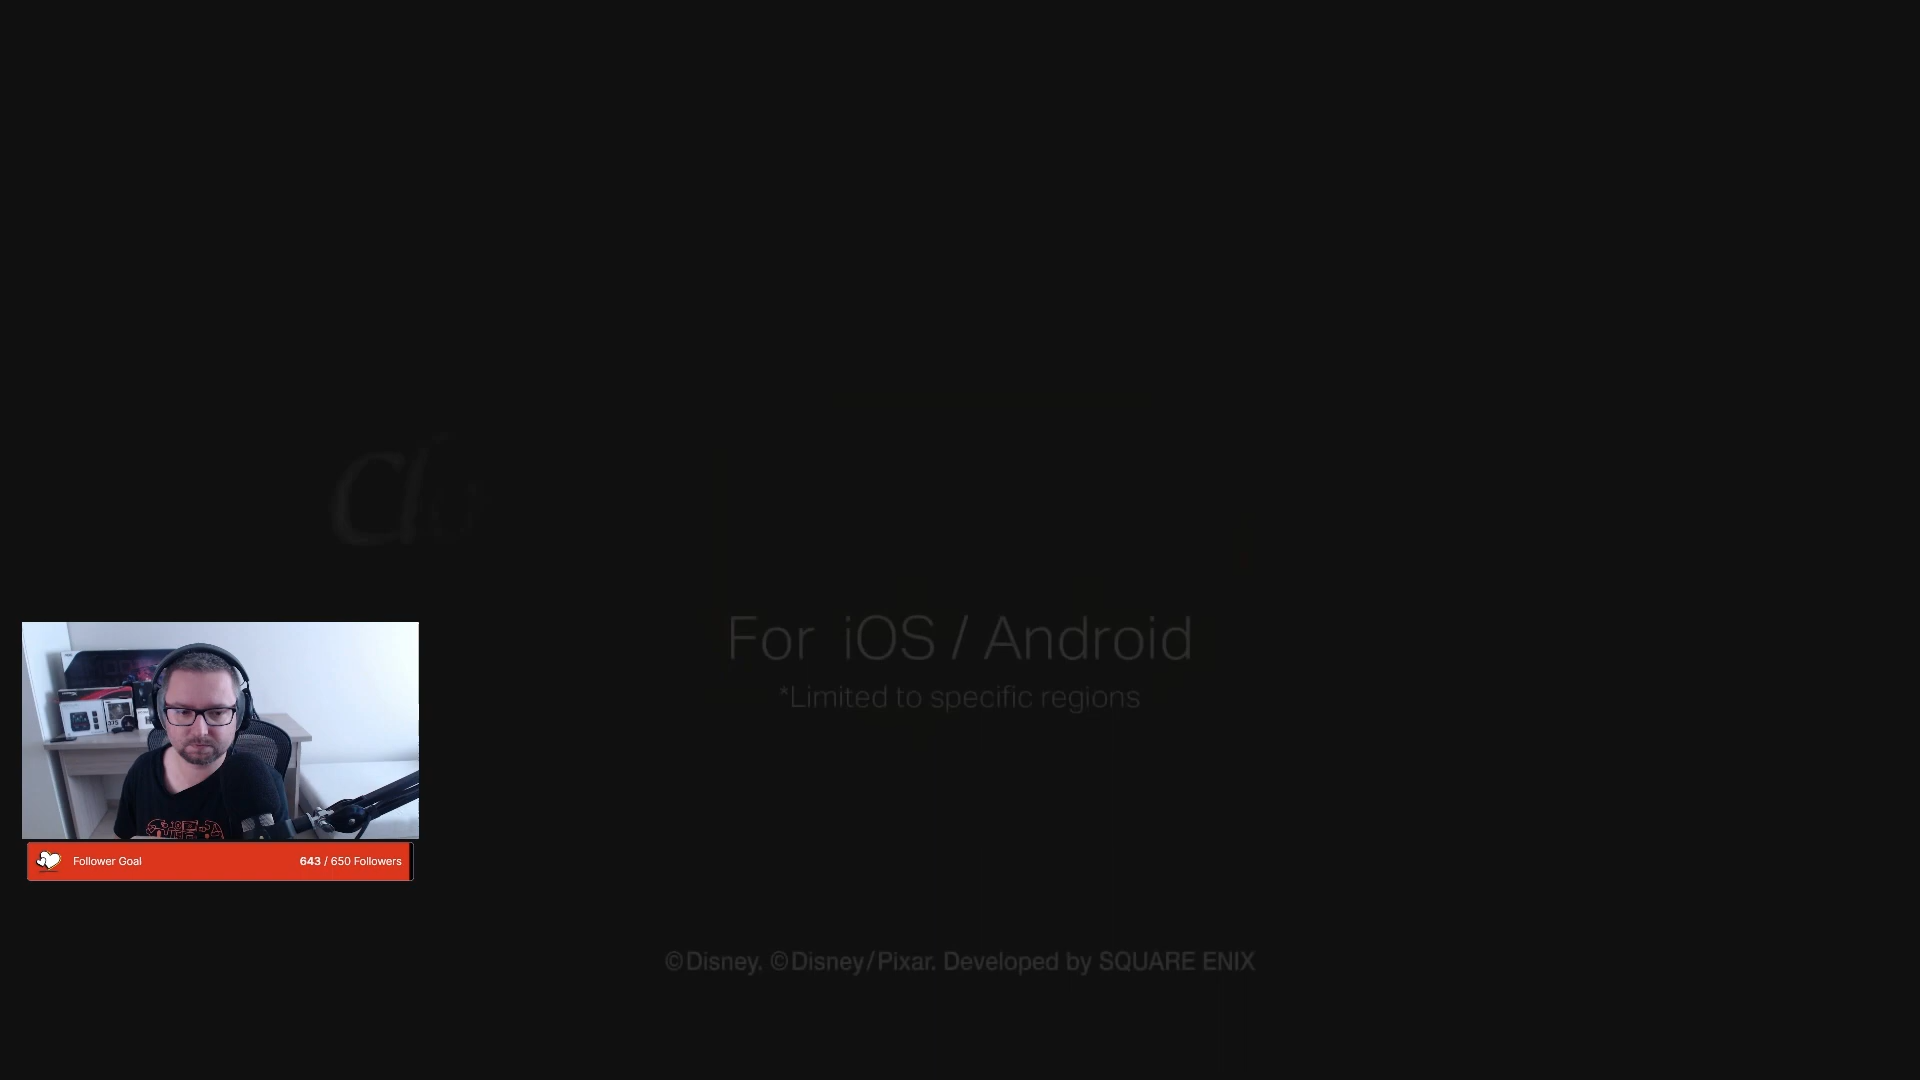 For iOS / Android
*Limited to specific regions
Follower Goal
643 / 650 Followers
©Disney. ©Disney/Pixar. Developed by SQUARE ENIX